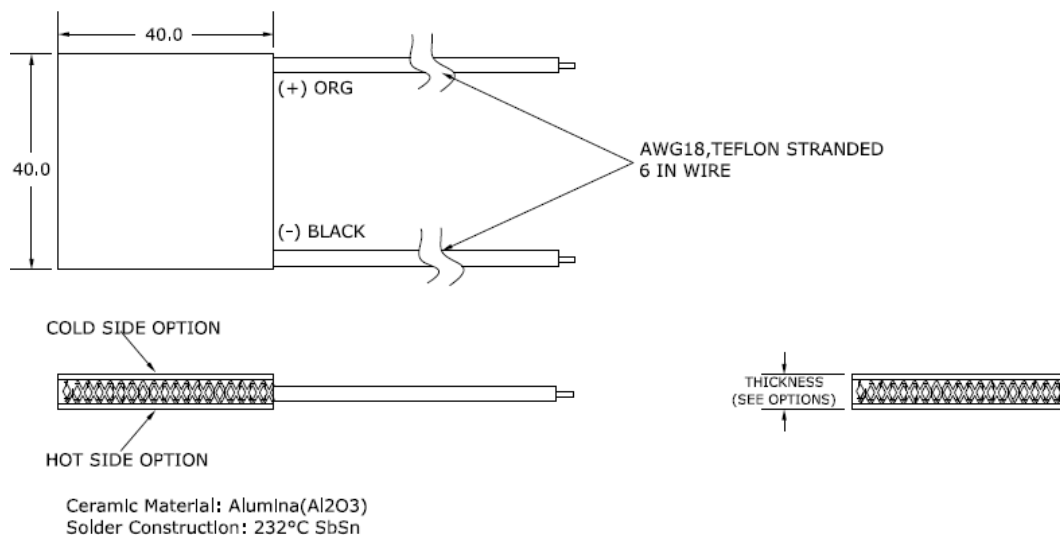 40.0
(+) ORG
40.0
AWG18,TEFLON STRANDED
6 IN WIRE
(-) BLACK
COLD SIDE OPTION
THICKNESS
(SEE OPTIONS)
HOT SIDE OPTION
Ceramic Material: Alumina(Al2O3)
Solder Construction: 232°C SbSn